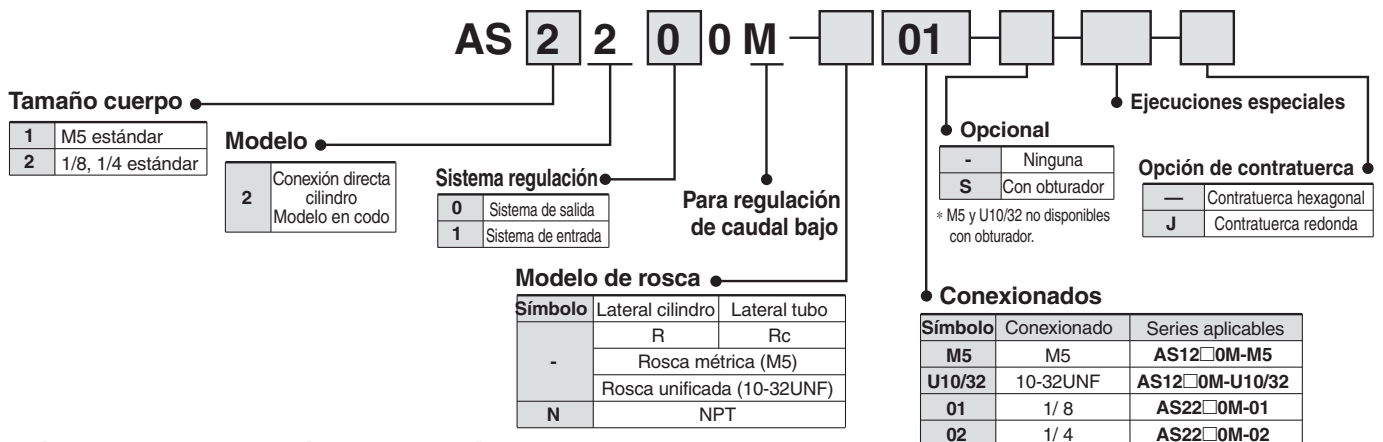 AS 2 2 0 0 M - 01 - - -
Tamaño cuerpo
1 M5 estándar
2 1/8, 1/4 estándar
Modelo
2 Conexión directa
cilindro
Modelo en codo
Sistema regulación
0 Sistema de salida
1 Sistema de entrada
Para regulación
de caudal bajo
Modelo de rosca
Símbolo Lateral cilindro Lateral tubo
- R Rc
Rosca métrica (M5)
Rosca unificada (10-32UNF)
N NPT
Opcional
- Ninguna
S Con obturador
* M5 y U10/32 no disponibles
con obturador.
Ejecuciones especiales
Opción de contratuerca
— Contratuerca hexagonal
J Contratuerca redonda
Conexionados
Símbolo Conexionado Series aplicables
M5 M5 AS12□0M-M5
U10/32 10-32UNF AS12□0M-U10/32
01 1/ 8 AS22□0M-01
02 1/ 4 AS22□0M-02